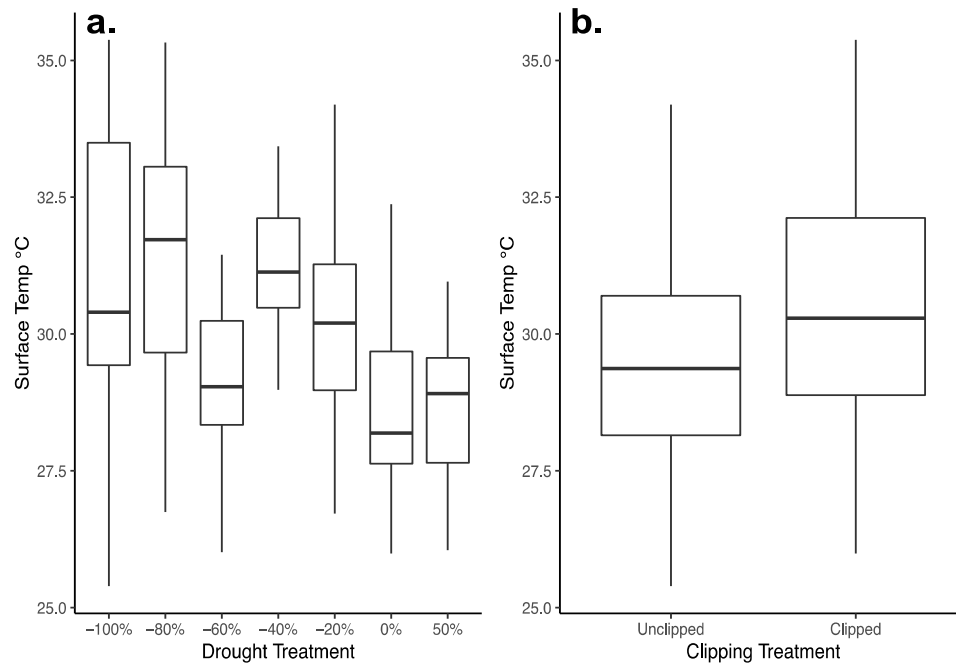 a.
Surface Temp °C
35.0
32.5
30.0
27.5
25.0
−100% −80% −60% −40% −20% 0% 50%
Drought Treatment
b.
Surface Temp °C
35.0
32.5
30.0
27.5
25.0
Unclipped Clipped
Clipping Treatment